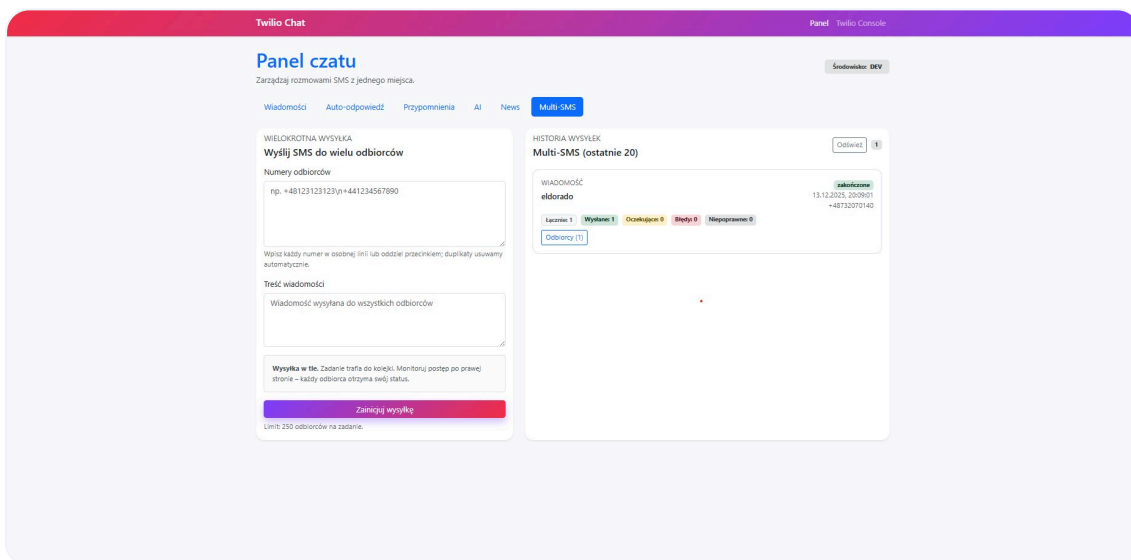 Twilio Chat
Panel Twilio Console
Panel czatu
Zarządzaj rozmowami SMS z jednego miejsca.
Środowisko: DEV
Wiadomości Auto-odpowiedź Przypomnienia AI News Multi-SMS
WIELOKROTNA WYSYŁKA
Wyślij SMS do wielu odbiorców
Numery odbiorców
np. +48123123123\n+441234567890
Wpisz każdy numer w osobnej linii lub oddziel przecinkiem; duplikaty usuwamy
automatycznie.
Treść wiadomości
Wiadomość wysyłana do wszystkich odbiorców
Wysyłka w tle. Zadanie trafia do kolejki. Monitoruj postęp po prawej
stronie – każdy odbiorca otrzyma swój status.
Zainicjuj wysyłkę
Limit: 250 odbiorców na zadanie.
HISTORIA WYSYŁEK
Multi-SMS (ostatnie 20)
Odśwież 1
WIADOMOŚĆ
eldorado
zakończone
13.12.2025, 20:09:01
+48732070140
Łącznie: 1 Wysłane: 1 Oczekujące: 0 Błędy: 0 Niepoprawne: 0
Odbiorcy (1)